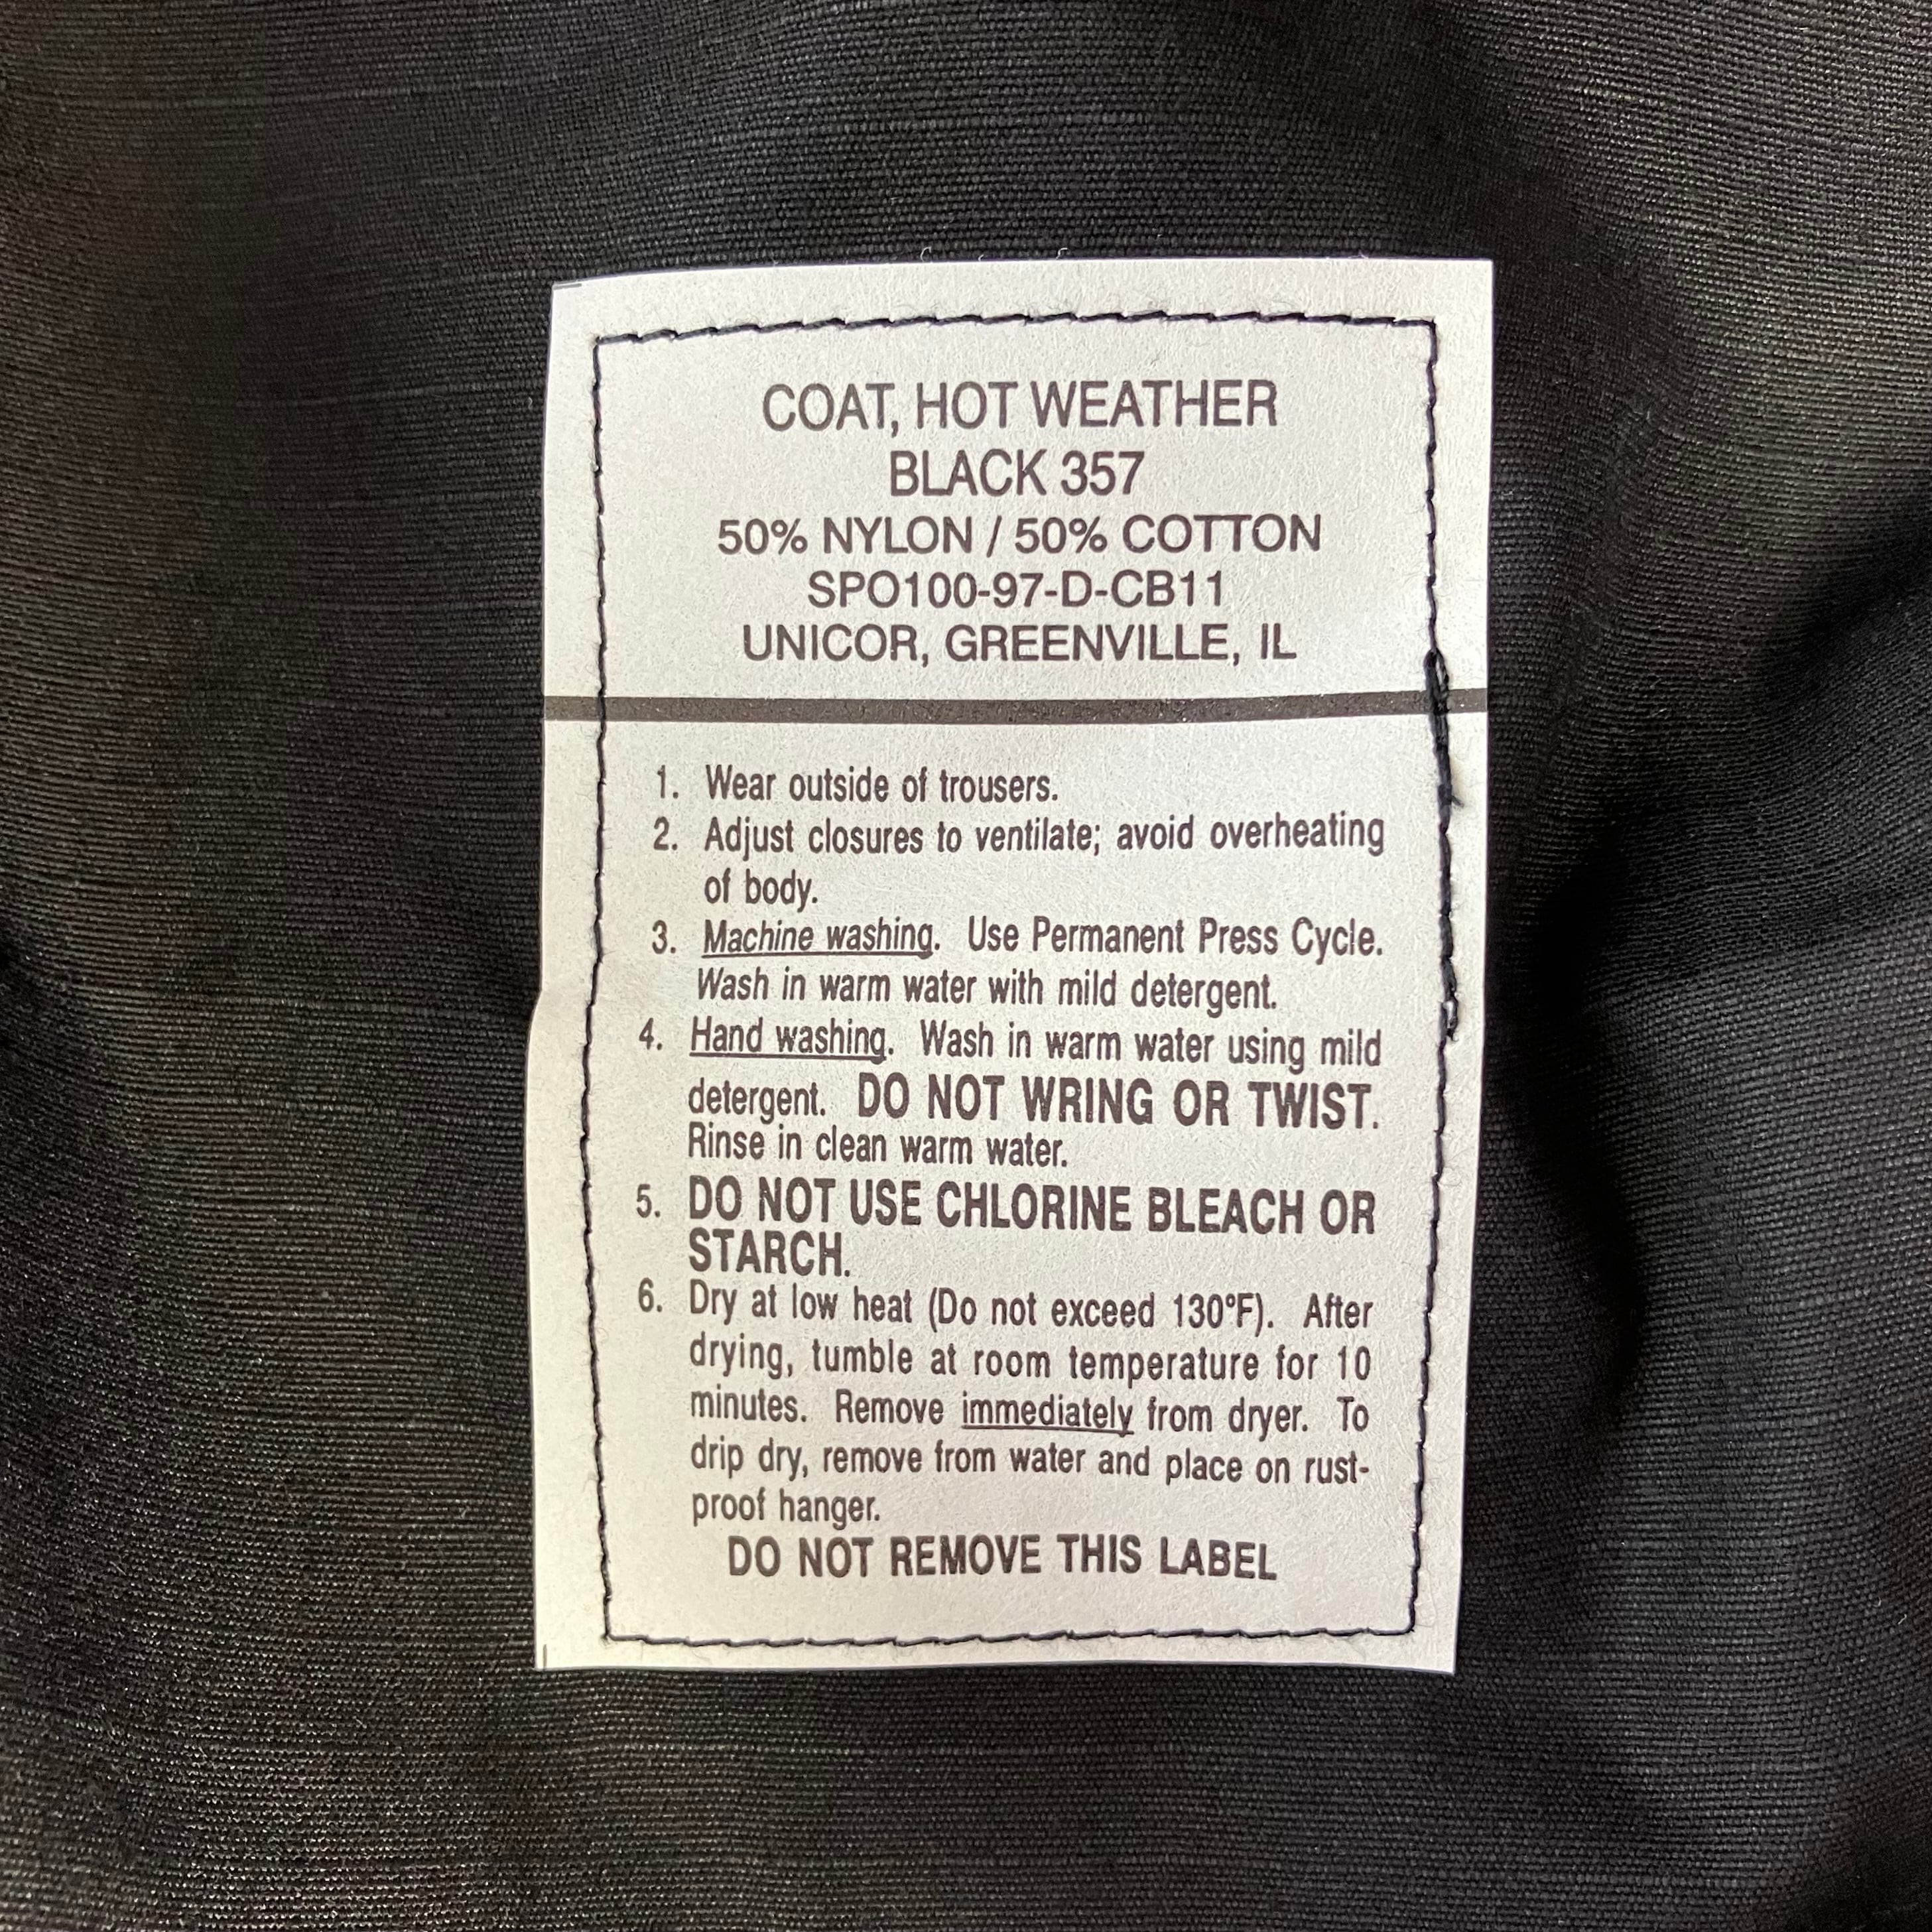 COAT, HOT WEATHER
BLACK 357
50% NYLON / 50% COTTON
SPO100-97-D-CB11
UNICOR, GREENVILLE, IL
1. Wear outside of trousers.
2. Adjust closures to ventilate; avoid overheating
of body.
3. Machine washing. Use Permanent Press Cycle.
Wash in warm water with mild detergent.
4. Hand washing. Wash in warm water using mild
detergent. DO NOT WRING OR TWIST.
Rinse in clean warm water.
5. DO NOT USE CHLORINE BLEACH OR
STARCH.
6. Dry at low heat (Do not exceed 130°F). After
drying, tumble at room temperature for 10
minutes. Remove immediately from dryer. To
drip dry, remove from water and place on rust-
proof hanger.
DO NOT REMOVE THIS LABEL